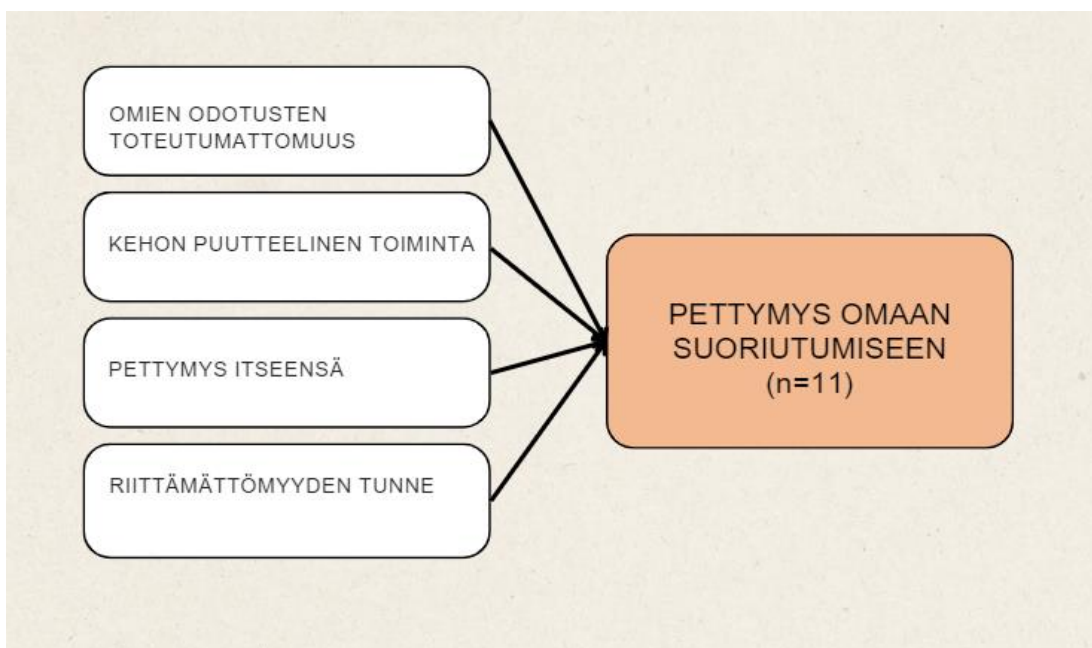 OMIEN ODOTUSTEN
TOTEUTUMATTOMUUS
KEHON PUUTTEELINEN TOIMINTA
PETTYMYS ITSEENSÄ
RIITTÄMÄTTÖMYYDEN TUNNE
PETTYMYS OMAAN
SUORIUTUMISEEN
(n=11)